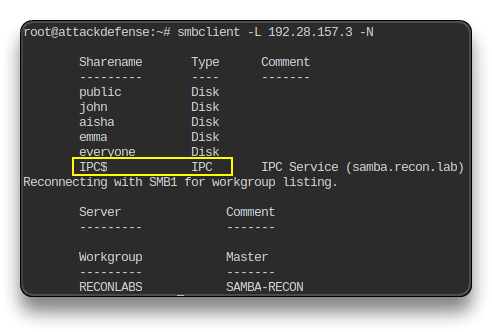 root@attackdefense:~# smbclient -L 192.28.157.3 -N
Sharename Type Comment
--------- ---- -------
public Disk
john Disk
aisha Disk
emma Disk
everyone Disk
IPC$ IPC IPC Service (samba.recon.lab)
Reconnecting with SMB1 for workgroup listing.
Server Comment
--------- -------
Workgroup Master
--------- -------
RECONLABS SAMBA-RECON